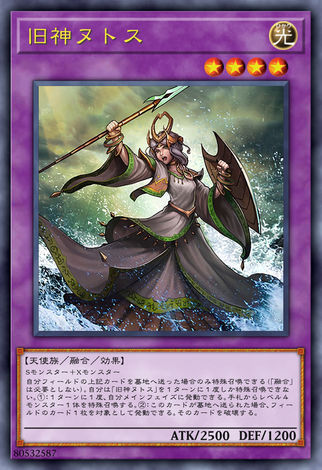 旧神ヌトス
光
【天使族／融合／効果】
Sモンスター＋Xモンスター
自分フィールドの上記カードを墓地へ送った場合のみ特殊召喚できる（「融合」
は必要としない）。自分は「旧神ヌトス」を１ターンに１度しか特殊召喚でき
ない。①：１ターンに１度、自分メインフェイズに発動できる。手札からレベル４
モンスター１体を特殊召喚する。②：このカードが墓地へ送られた場合、フィー
ルドのカード１枚を対象として発動できる。そのカードを破壊する。
ATK/2500 DEF/1200
80532587